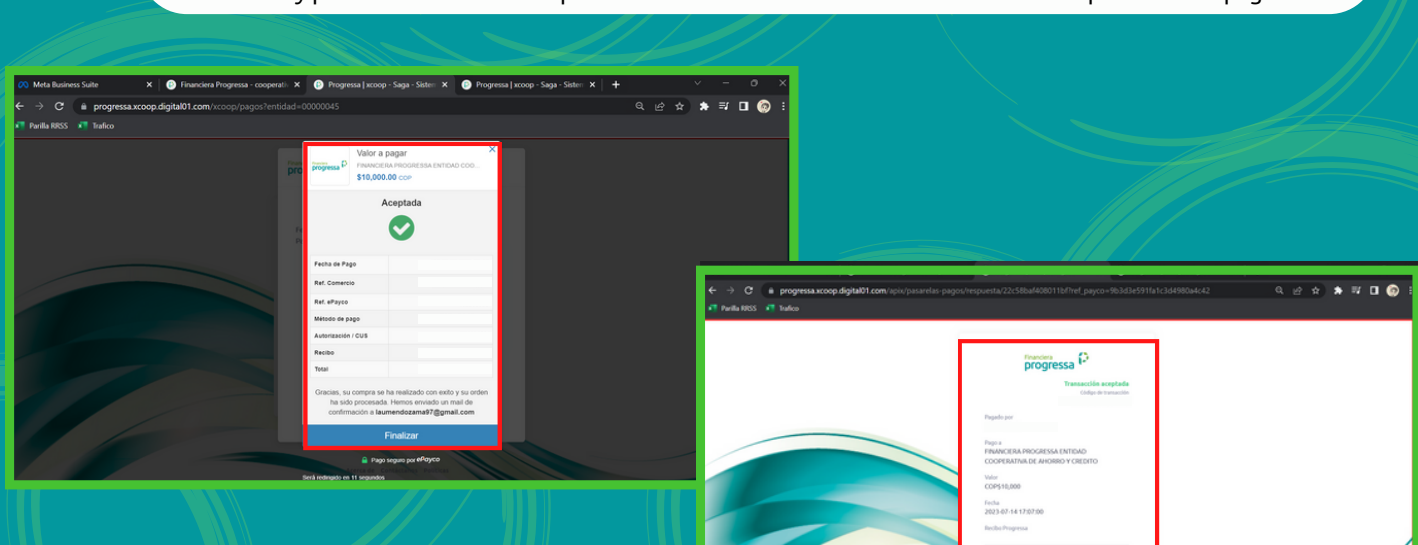 Meta Business Suite
Financiera Progressa - cooperati
Progressa | xcoop - Saga - Sistem
Progressa | xcoop - Saga - Sistem
progressa.xcoop.digital01.com/xcoop/pagos?entidad=00000045
Parilla RRSS
Trafico
Financiera
progressa
Valor a pagar
FINANCIERA PROGRESSA ENTIDAD COO...
$10,000.00 COP
Aceptada
Fecha de Pago
Ref. Comercio
Ref. ePayco
Método de pago
Autorización / CUS
Recibo
Total
Gracias, su compra se ha realizado con exito y su orden
ha sido procesada. Hemos enviado un mail de
confirmación a laumendozama97@gmail.com
Finalizar
Pago seguro por ePayco
Será redirigido en 11 segundos
progressa.xcoop.digital01.com/apix/pasarelas-pagos/respuesta/22c58baf408011bf?ref_payco=9b3d3e591fa1c3d4980a4c42
Parilla RRSS
Trafico
Financiera
progressa
Transacción aceptada
Código de transacción
Pagado por
Pago a
FINANCIERA PROGRESSA ENTIDAD
COOPERATIVA DE AHORRO Y CREDITO
Valor
COP$10,000
Fecha
2023-07-14 17:07:00
Recibo Progressa